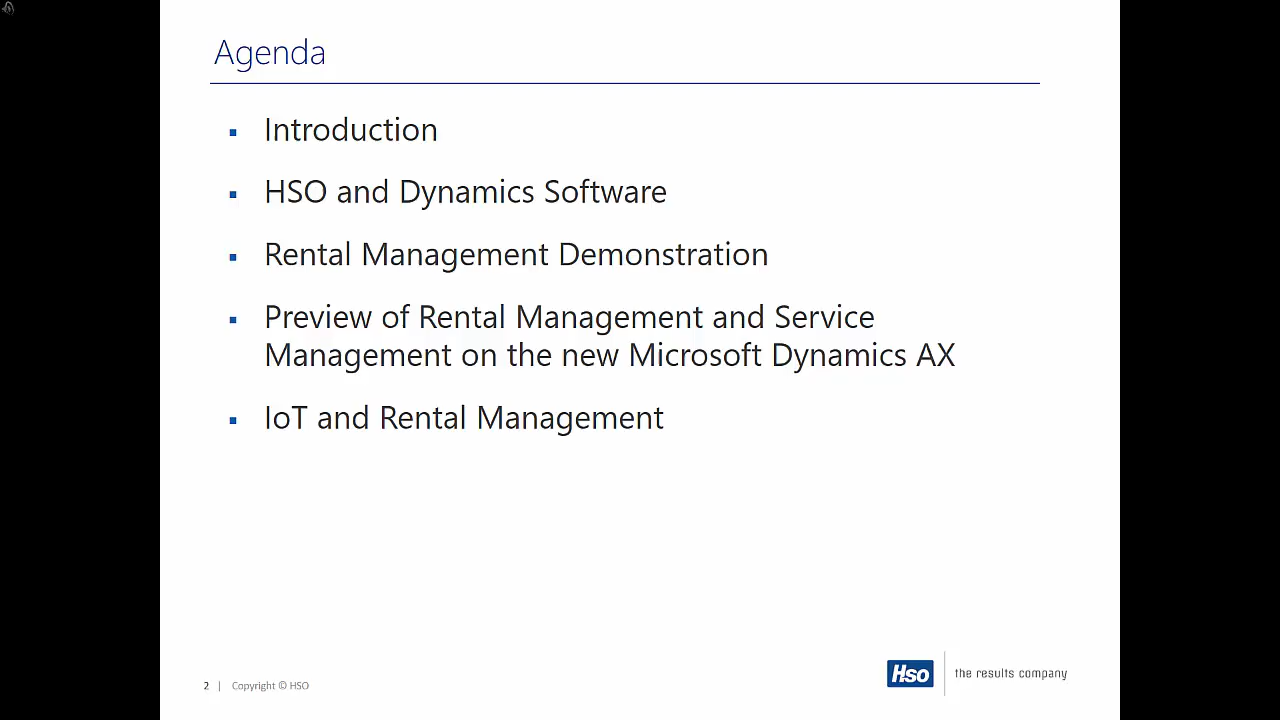 Agenda
▪ Introduction
▪ HSO and Dynamics Software
▪ Rental Management Demonstration
▪ Preview of Rental Management and Service
Management on the new Microsoft Dynamics AX
▪ IoT and Rental Management
2 | Copyright © HSO
Hso | the results company